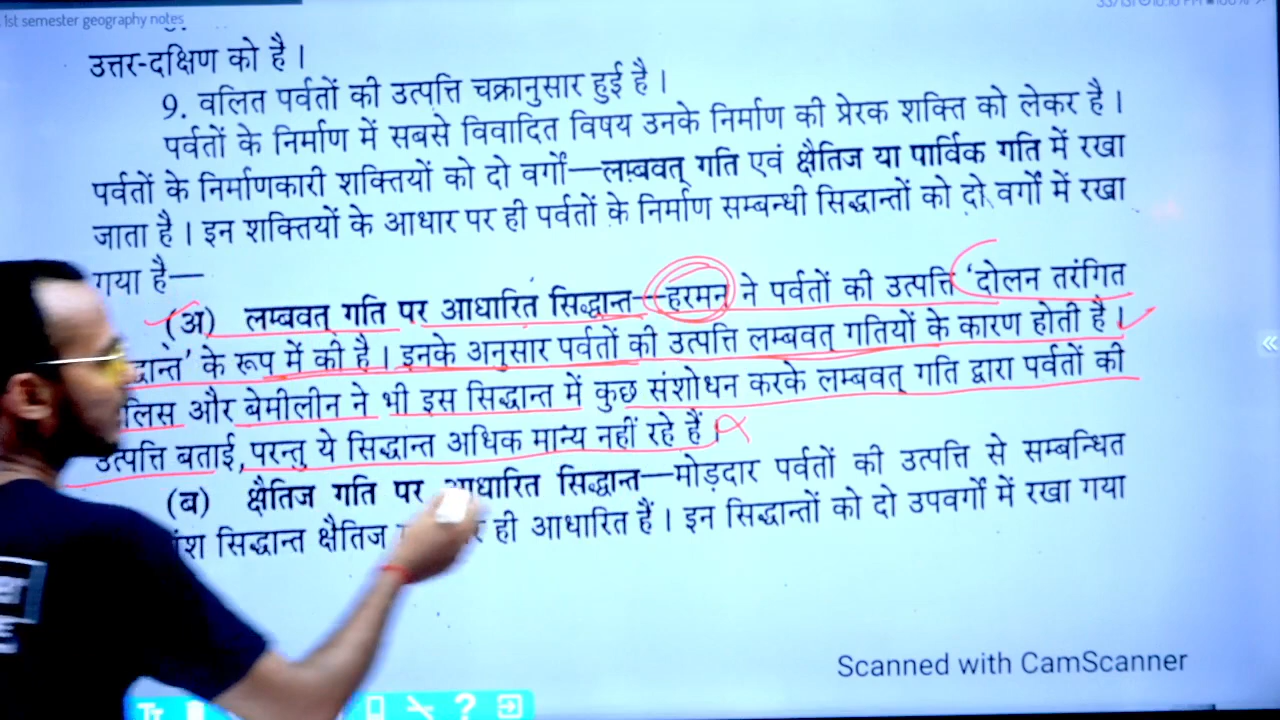 1st semester geography notes
उत्तर-दक्षिण को है ।
9. वलित पर्वतों की उत्पत्ति चक्रानुसार हुई है ।
पर्वतों के निर्माण में सबसे विवादित विषय उनके निर्माण की प्रेरक शक्ति को लेकर है ।
पर्वतों के निर्माणकारी शक्तियों को दो वर्गों—लम्बवत् गति एवं क्षैतिज या पार्विक गति में रखा
जाता है । इन शक्तियों के आधार पर ही पर्वतों के निर्माण सम्बन्धी सिद्धान्तों को दो वर्गों में रखा
गया है—
(अ) लम्बवत् गति पर आधारित सिद्धान्त—हरमन ने पर्वतों की उत्पत्ति 'दोलन तरंगित
द्धान्त' के रूप में की है । इनके अनुसार पर्वतों की उत्पत्ति लम्बवत् गतियों के कारण होती है ।
लिस और बेमीलीन ने भी इस सिद्धान्त में कुछ संशोधन करके लम्बवत् गति द्वारा पर्वतों की
उत्पत्ति बताई, परन्तु ये सिद्धान्त अधिक मान्य नहीं रहे हैं ।
(ब) क्षैतिज गति पर आधारित सिद्धान्त—मोड़दार पर्वतों की उत्पत्ति से सम्बन्धित
सिद्धान्त क्षैतिज ही आधारित हैं । इन सिद्धान्तों को दो उपवर्गों में रखा गया
Scanned with CamScanner